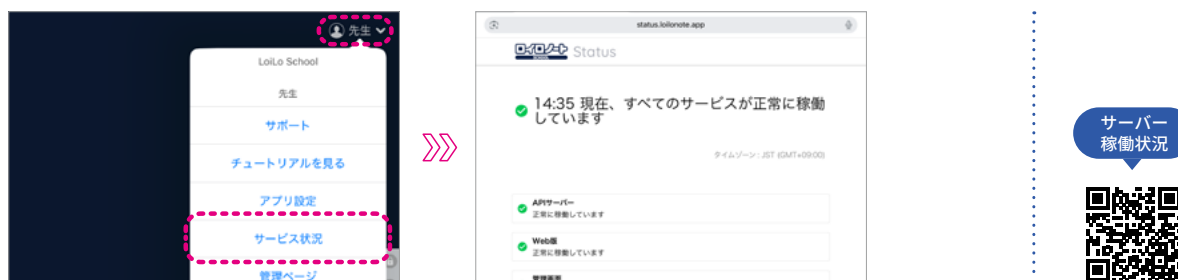 先生
LoiLo School
先生
サポート
チュートリアルを見る
アプリ設定
サービス状況
管理ページ
status.loilonote.app
ロイロノート
SCHOOL
Status
14:35 現在、すべてのサービスが正常に稼働
しています
タイムゾーン : JST (GMT+09:00)
APIサーバー
正常に稼働しています
Web版
正常に稼働しています
管理画面
サーバー
稼働状況